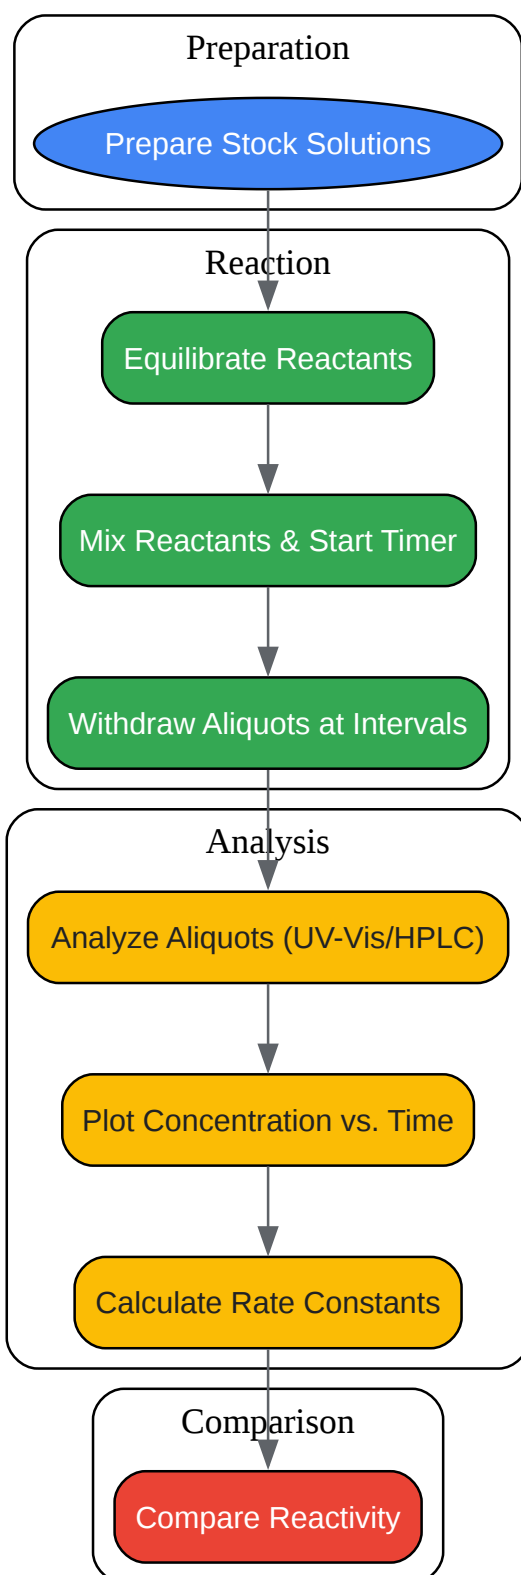 Preparation
Prepare Stock Solutions
Reaction
Equilibrate Reactants
Mix Reactants & Start Timer
Withdraw Aliquots at Intervals
Analysis
Analyze Aliquots (UV-Vis/HPLC)
Plot Concentration vs. Time
Calculate Rate Constants
Comparison
Compare Reactivity